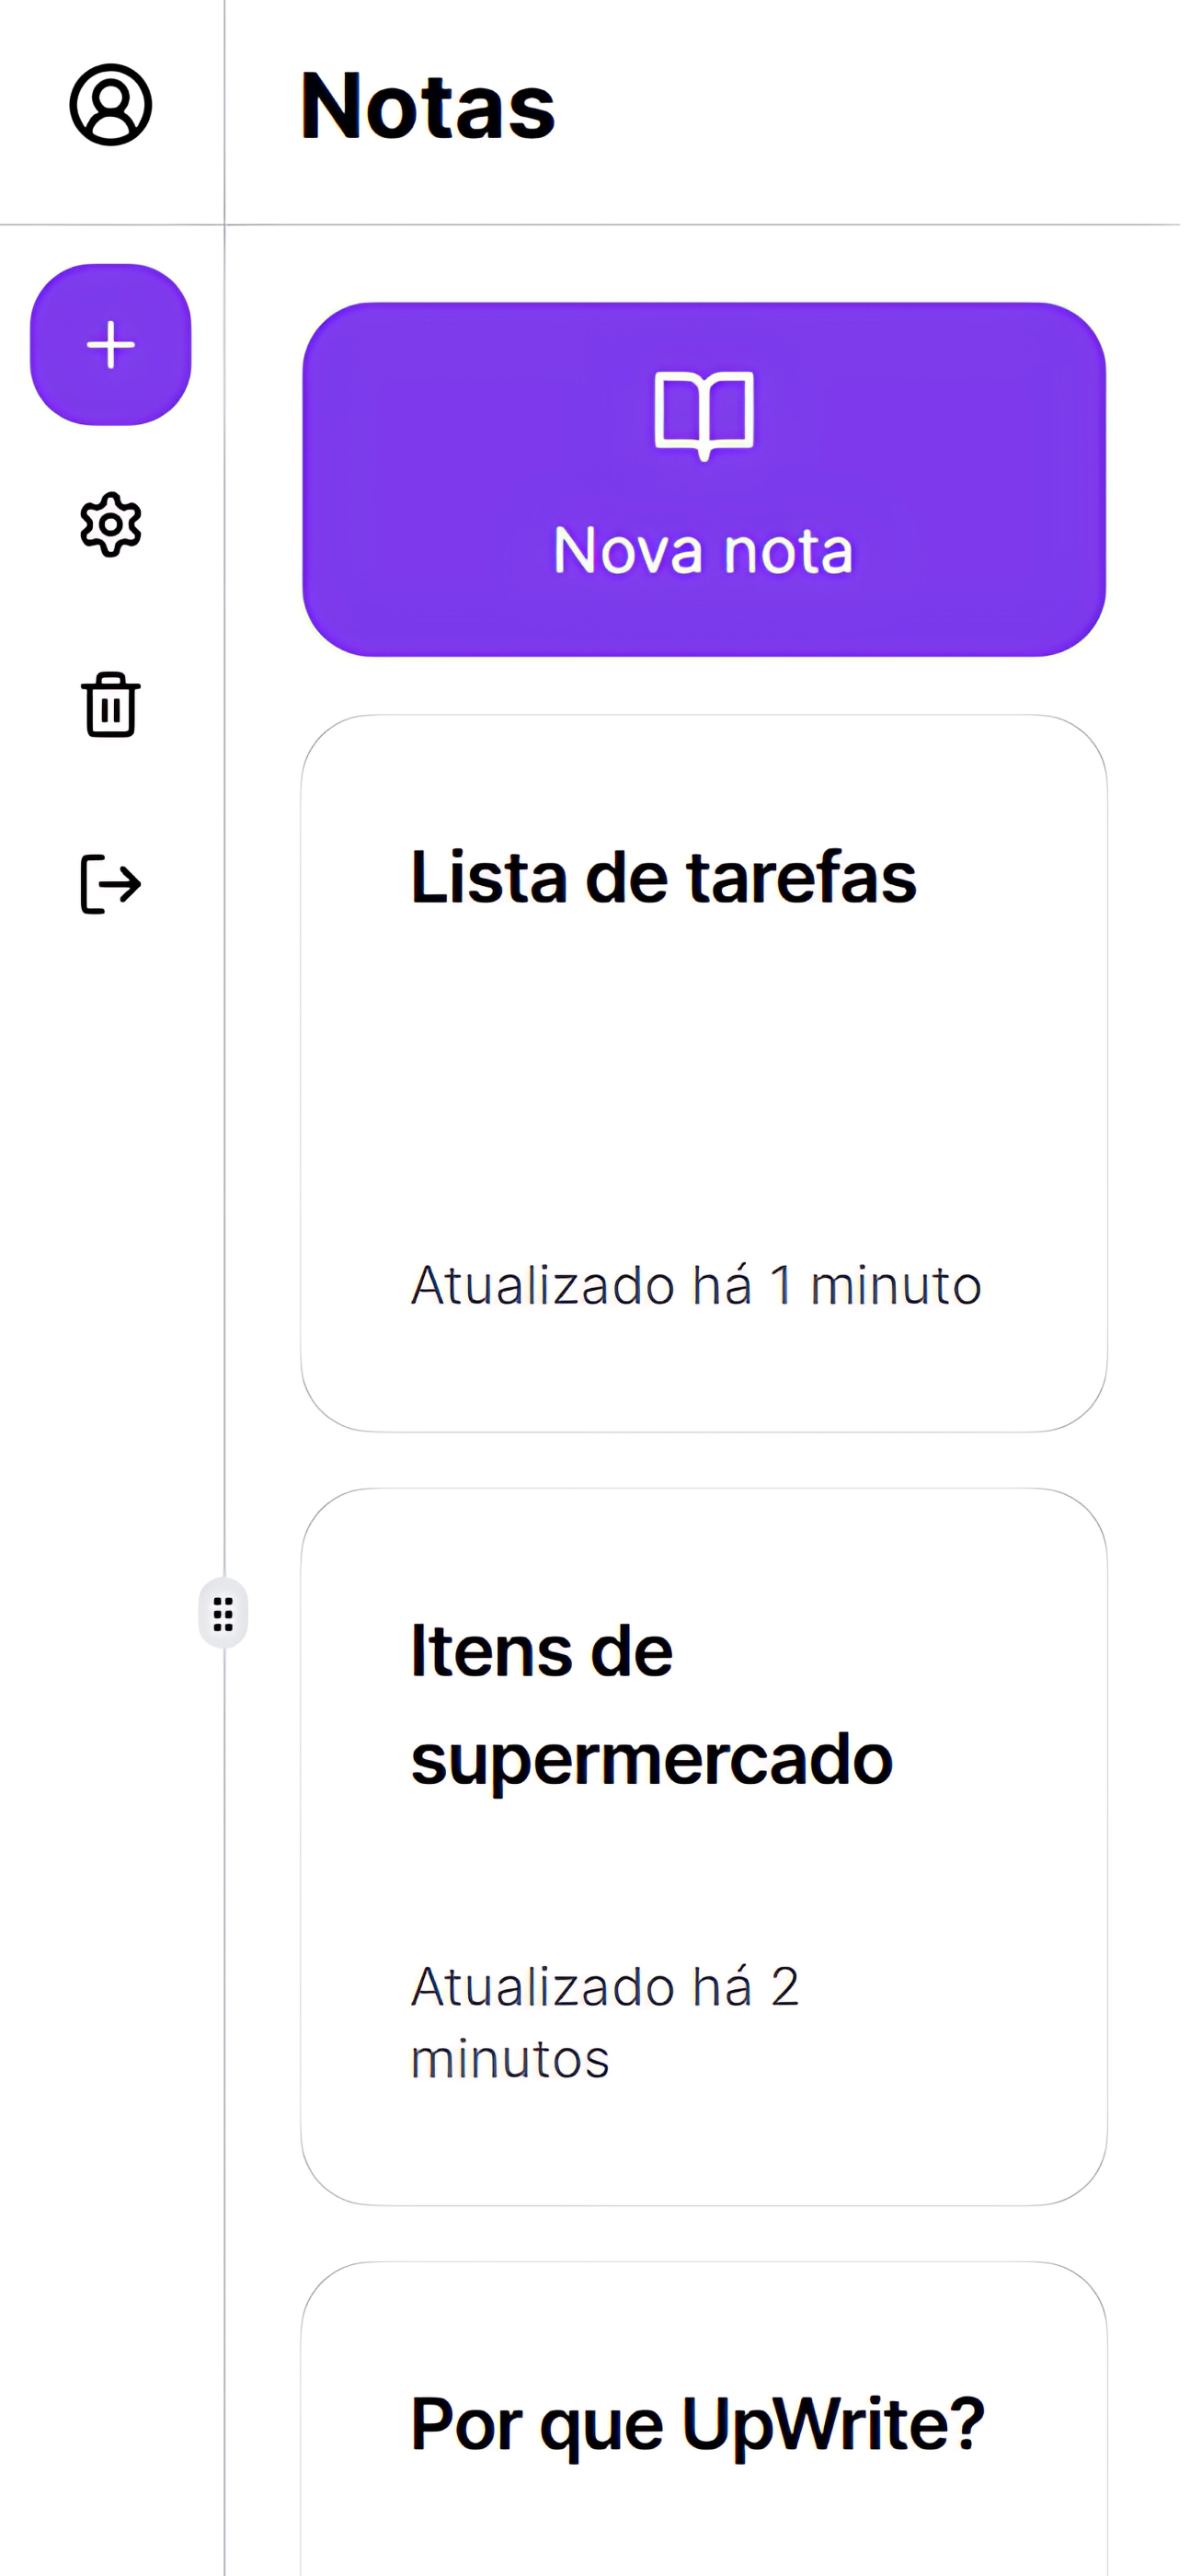 Notas
Nova nota
Lista de tarefas
Atualizado há 1 minuto
Itens de
supermercado
Atualizado há 2
minutos
Por que UpWrite?